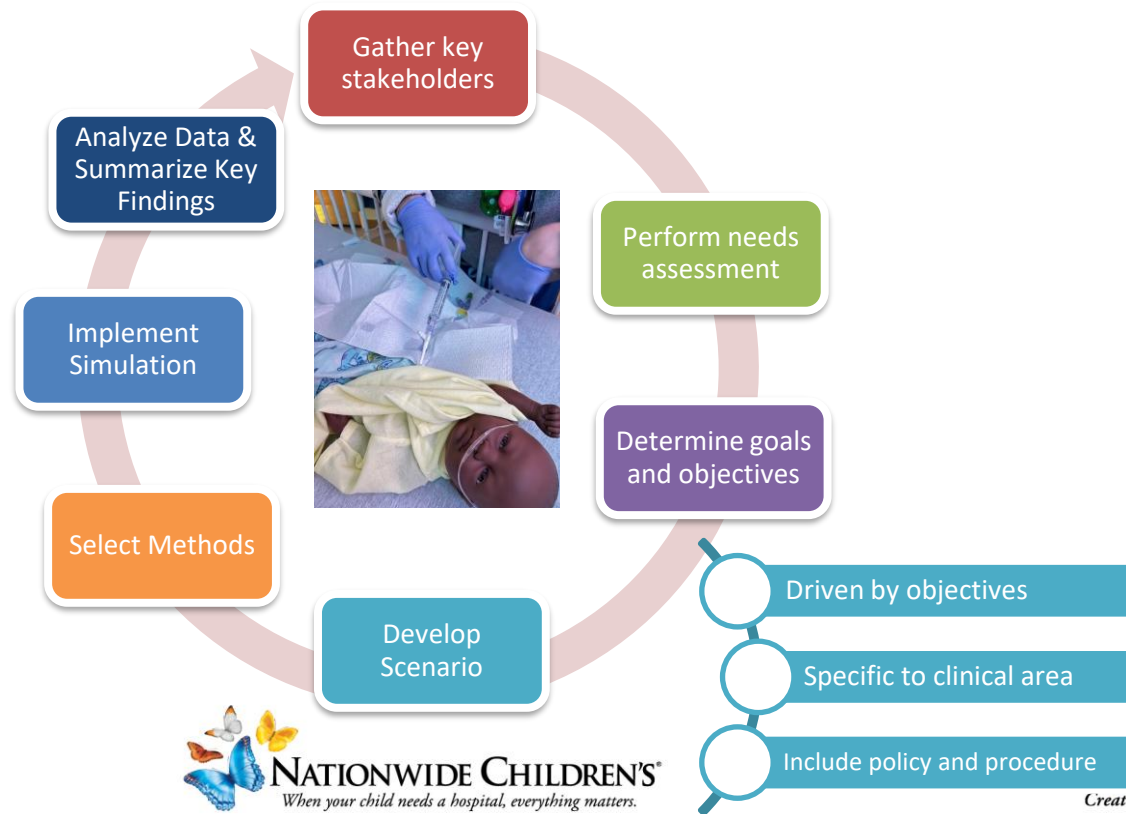 Gather key
stakeholders
Perform needs
assessment
Determine goals
and objectives
Develop
Scenario
Select Methods
Implement
Simulation
Analyze Data &
Summarize Key
Findings
Driven by objectives
Specific to clinical area
Include policy and procedure
NATIONWIDE CHILDREN'S®
When your child needs a hospital, everything matters.
Creat